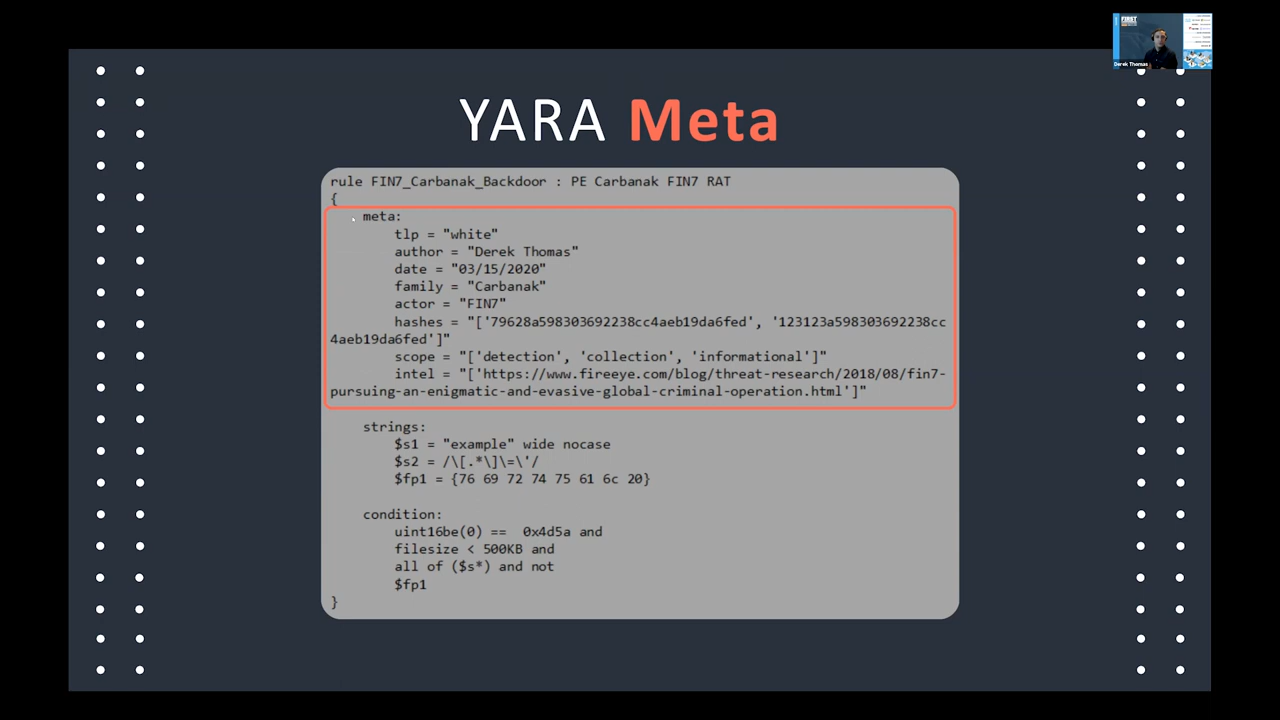 FIRST
Derek Thomas
YARA Meta
rule FIN7_Carbanak_Backdoor : PE Carbanak FIN7 RAT
{
meta:
tlp = "white"
author = "Derek Thomas"
date = "03/15/2020"
family = "Carbanak"
actor = "FIN7"
hashes = "['79628a598303692238cc4aeb19da6fed', '123123a598303692238cc
4aeb19da6fed']"
scope = "['detection', 'collection', 'informational']"
intel = "['https://www.fireeye.com/blog/threat-research/2018/08/fin7-
pursuing-an-enigmatic-and-evasive-global-criminal-operation.html']"
strings:
$s1 = "example" wide nocase
$s2 = /\[.*\]\=\'/
$fp1 = {76 69 72 74 75 61 6c 20}
condition:
uint16be(0) ==  0x4d5a and
filesize < 500KB and
all of ($s*) and not
$fp1
}